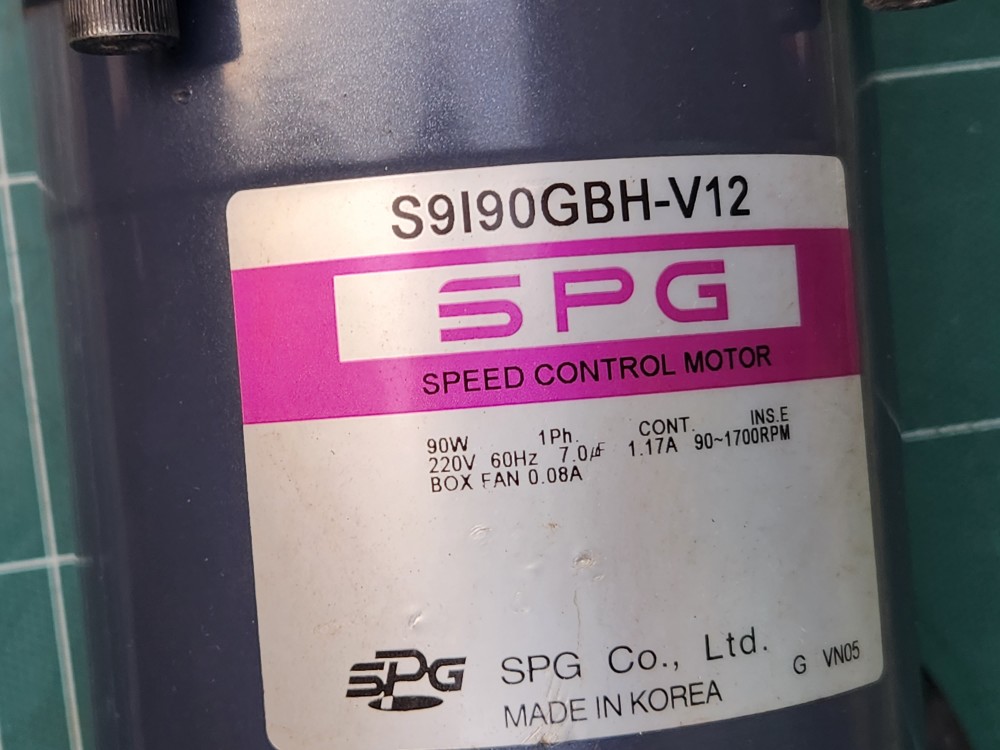 S9I90GBH-V12
SPG
SPEED CONTROL MOTOR
90W 1Ph. CONT. INS.E
220V 60Hz 7.0㎌ 1.17A 90~1700RPM
BOX FAN 0.08A
SPG SPG Co., Ltd. G VN05
MADE IN KOREA